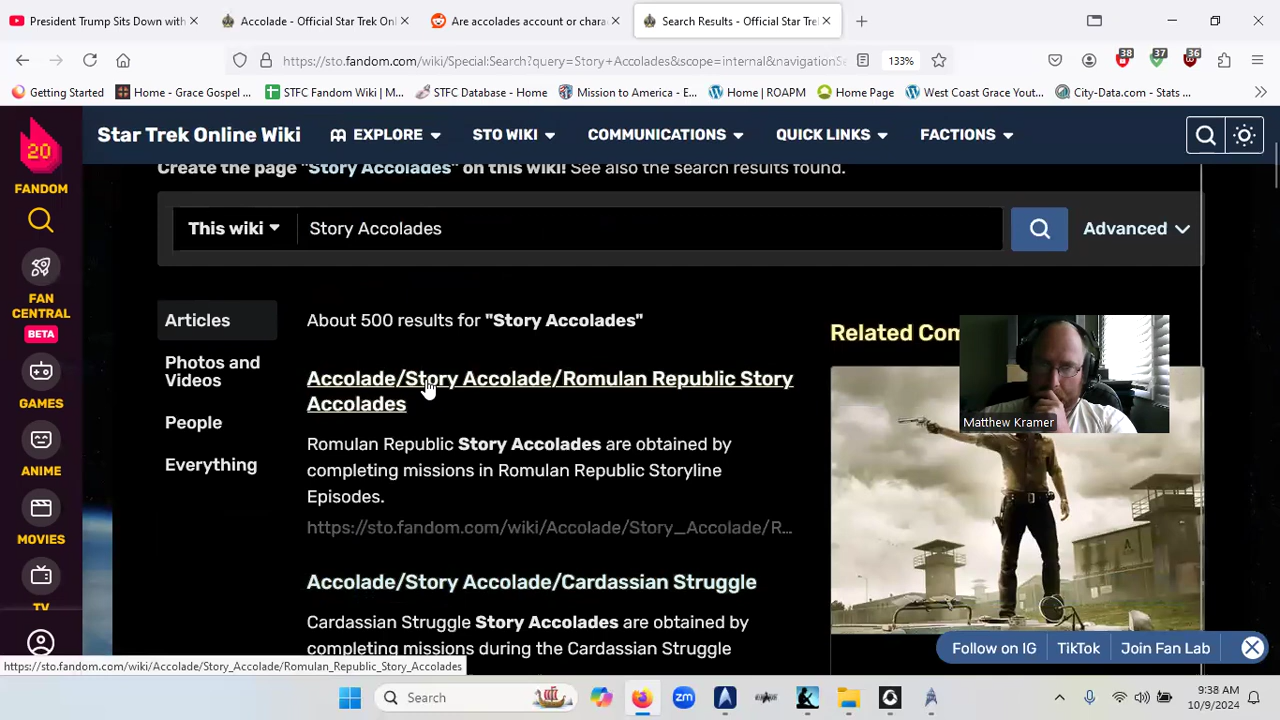 President Trump Sits Down with
Accolade - Official Star Trek Onl
Are accolades account or chara
Search Results - Official Star Tre
https://sto.fandom.com/wiki/Special:Search?query=Story+Accolades&scope=internal&navigationS
133%
38
37
36
Getting Started
Home - Grace Gospel ...
STFC Fandom Wiki | M...
STFC Database - Home
Mission to America - E...
Home | ROAPM
Home Page
West Coast Grace Yout...
City-Data.com - Stats ...
20
FANDOM
Star Trek Online Wiki
EXPLORE
STO WIKI
COMMUNICATIONS
QUICK LINKS
FACTIONS
Create the page "Story Accolades" on this wiki! See also the search results found.
This wiki
Story Accolades
Advanced
FAN
CENTRAL
BETA
GAMES
ANIME
MOVIES
TV
Articles
Photos and
Videos
People
Everything
About 500 results for "Story Accolades"
Accolade/Story Accolade/Romulan Republic Story
Accolades
Romulan Republic Story Accolades are obtained by
completing missions in Romulan Republic Storyline
Episodes.
https://sto.fandom.com/wiki/Accolade/Story_Accolade/R...
Accolade/Story Accolade/Cardassian Struggle
Cardassian Struggle Story Accolades are obtained by
completing missions during the Cardassian Struggle
Related Com
Matthew Kramer
Follow on IG
TikTok
Join Fan Lab
https://sto.fandom.com/wiki/Accolade/Story_Accolade/Romulan_Republic_Story_Accolades
Search
zm
9:38 AM
10/9/2024